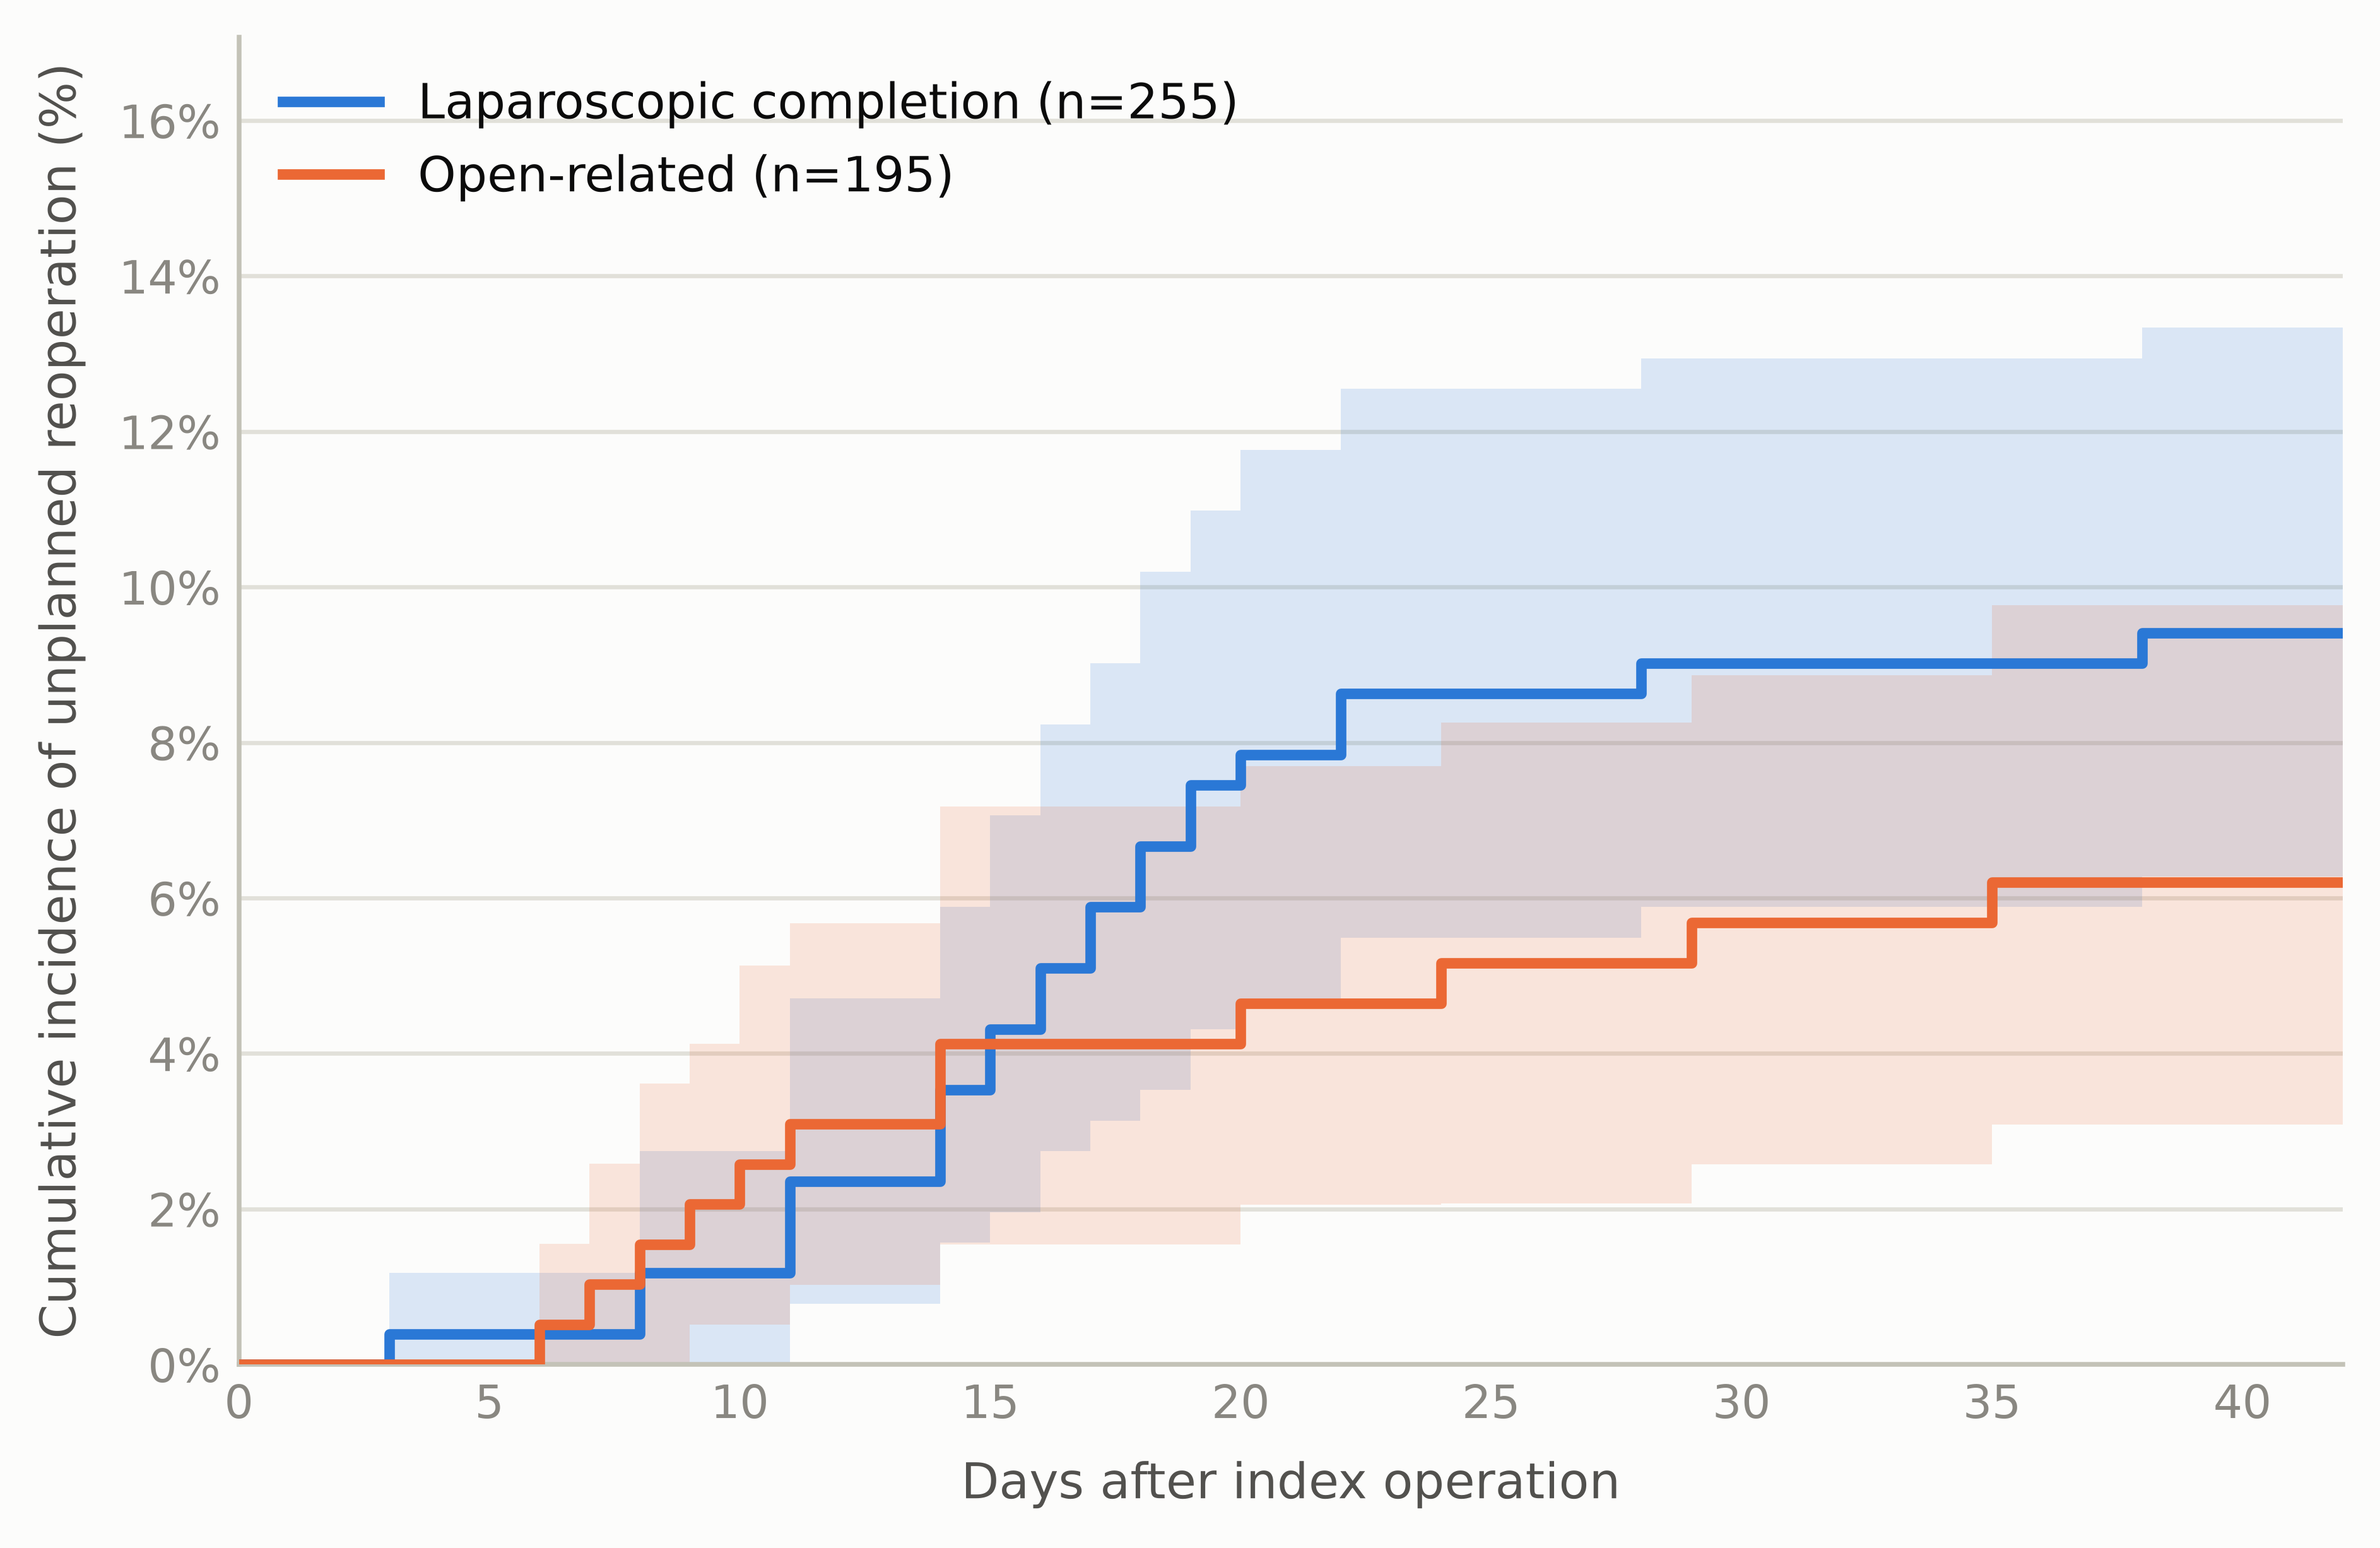 Cumulative incidence of unplanned reoperation (%)
16%
14%
12%
10%
8%
6%
4%
2%
0%
Laparoscopic completion (n=255)
Open-related (n=195)
0 5 10 15 20 25 30 35 40
Days after index operation